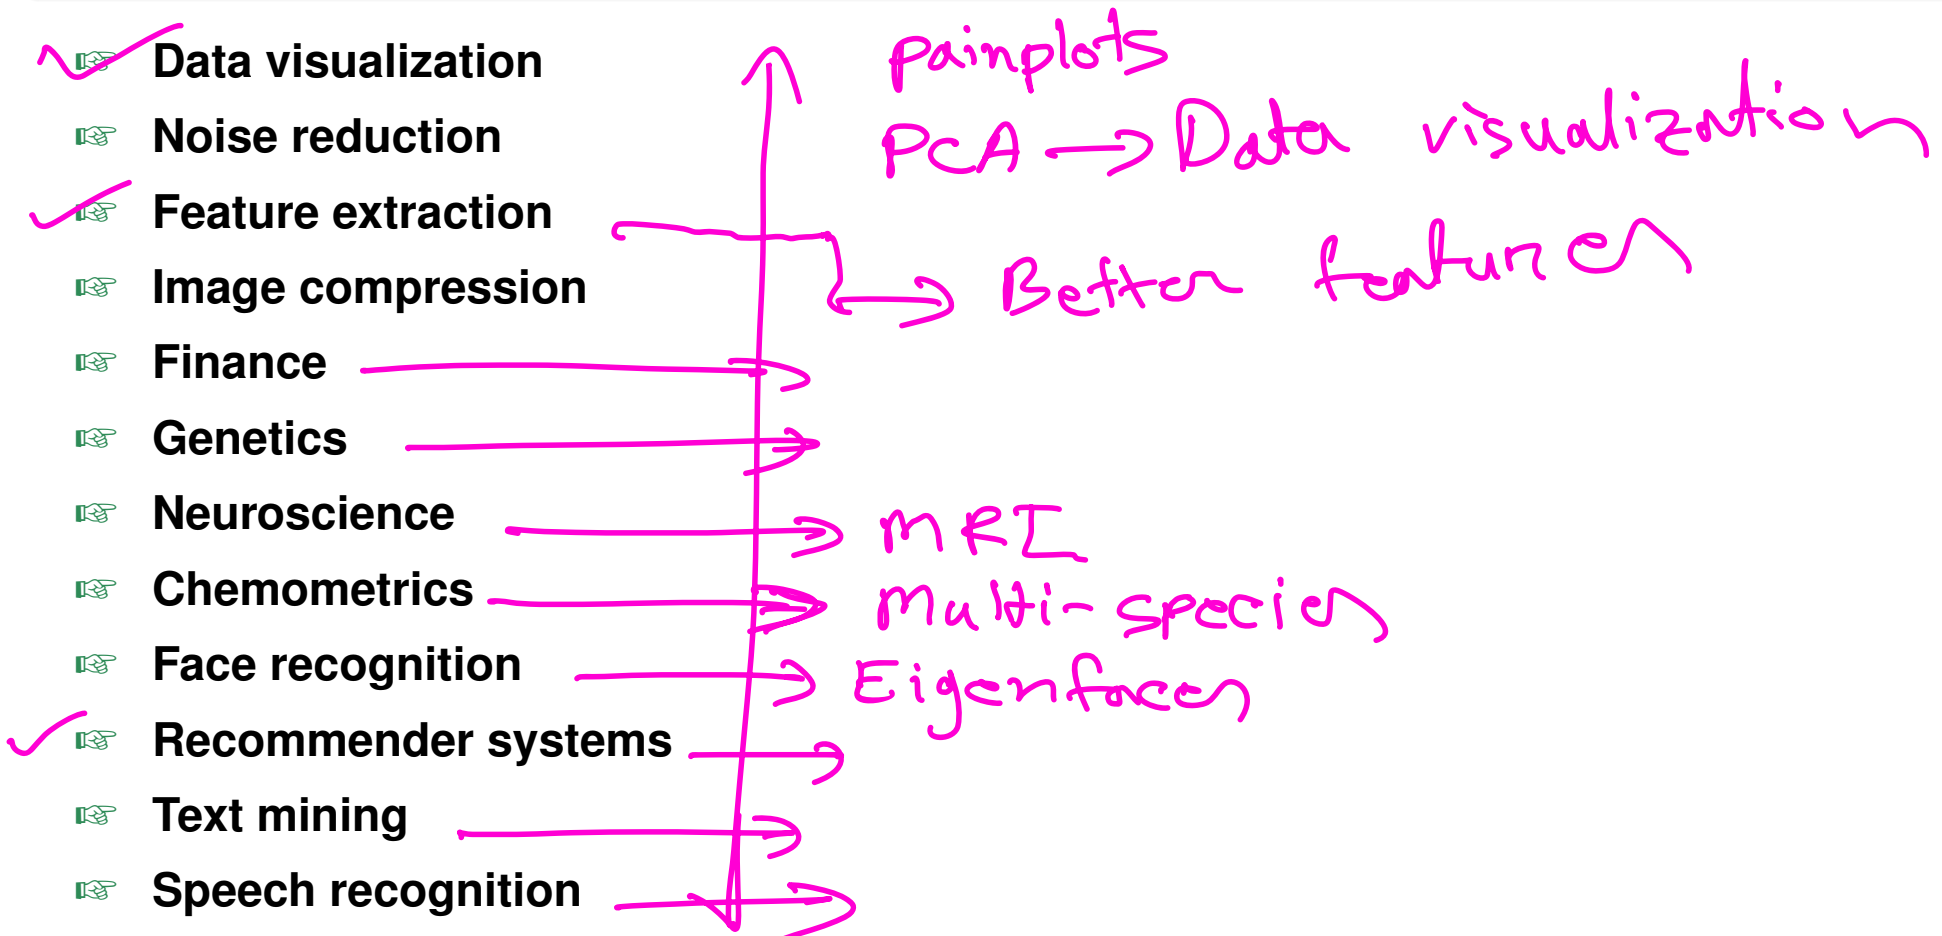 Data visualization
pairplots
Noise reduction
PCA → Data visualization
Feature extraction
Better features
Image compression
Finance
Genetics
Neuroscience
MRI
Chemometrics
Multi-species
Face recognition
Eigenfaces
Recommender systems
Text mining
Speech recognition